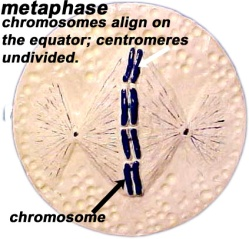 metaphase
chromosomes align on
the equator; centromeres
undivided.
chromosome